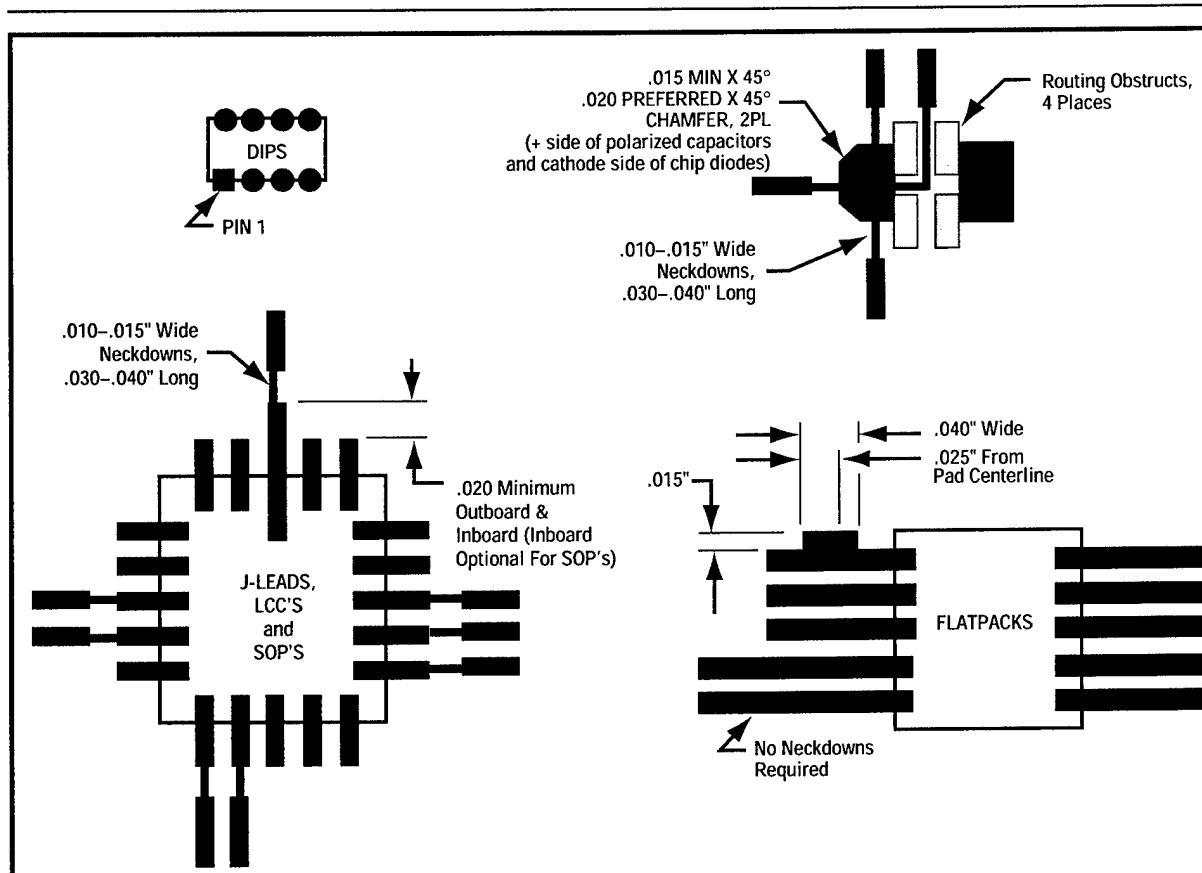 DIPS
PIN 1
.015 MIN X 45°
.020 PREFERRED X 45°
CHAMFER, 2PL
(+ side of polarized capacitors
and cathode side of chip diodes)
Routing Obstructs,
4 Places
.010–.015" Wide
Neckdowns,
.030–.040" Long
.010–.015" Wide
Neckdowns,
.030–.040" Long
.020 Minimum
Outboard &
Inboard (Inboard
Optional For SOP's)
J-LEADS,
LCC'S
and
SOP'S
.040" Wide
.025" From
Pad Centerline
.015"
FLATPACKS
No Neckdowns
Required